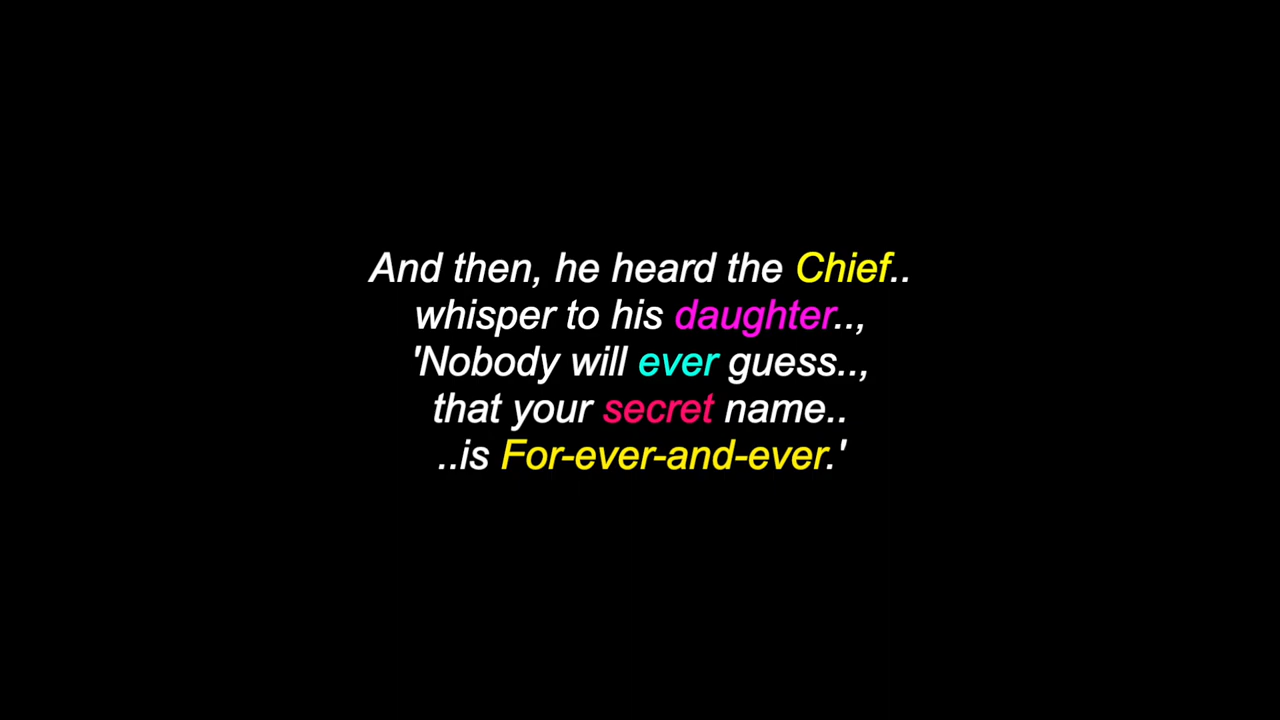 And then, he heard the Chief..
whisper to his daughter..,
'Nobody will ever guess..,
that your secret name..
..is For-ever-and-ever.'